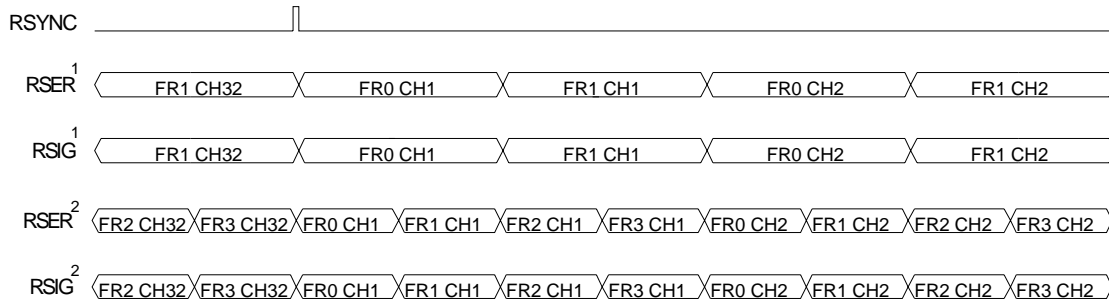 RSYNC
RSER¹ FR1 CH32 FR0 CH1 FR1 CH1 FR0 CH2 FR1 CH2
RSIG¹ FR1 CH32 FR0 CH1 FR1 CH1 FR0 CH2 FR1 CH2
RSER² FR2 CH32 FR3 CH32 FR0 CH1 FR1 CH1 FR2 CH1 FR3 CH1 FR0 CH2 FR1 CH2 FR2 CH2 FR3 CH2
RSIG² FR2 CH32 FR3 CH32 FR0 CH1 FR1 CH1 FR2 CH1 FR3 CH1 FR0 CH2 FR1 CH2 FR2 CH2 FR3 CH2